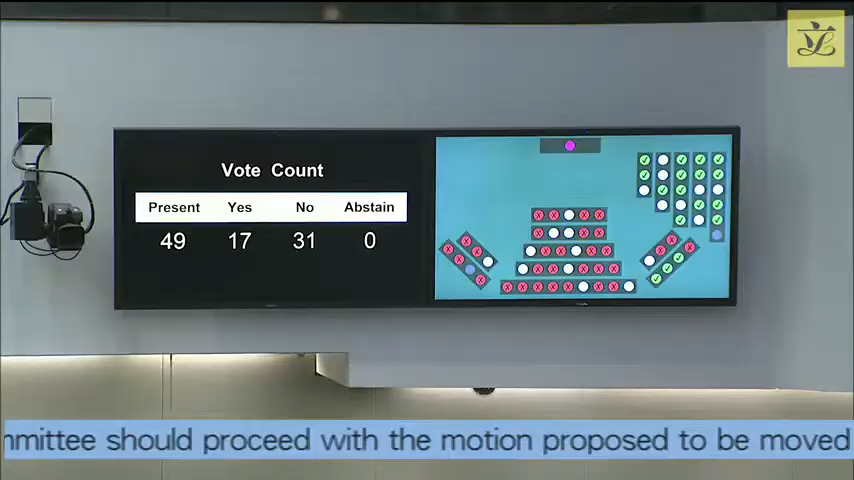 Vote Count
Present Yes No Abstain
49 17 31 0
mmittee should proceed with the motion proposed to be moved